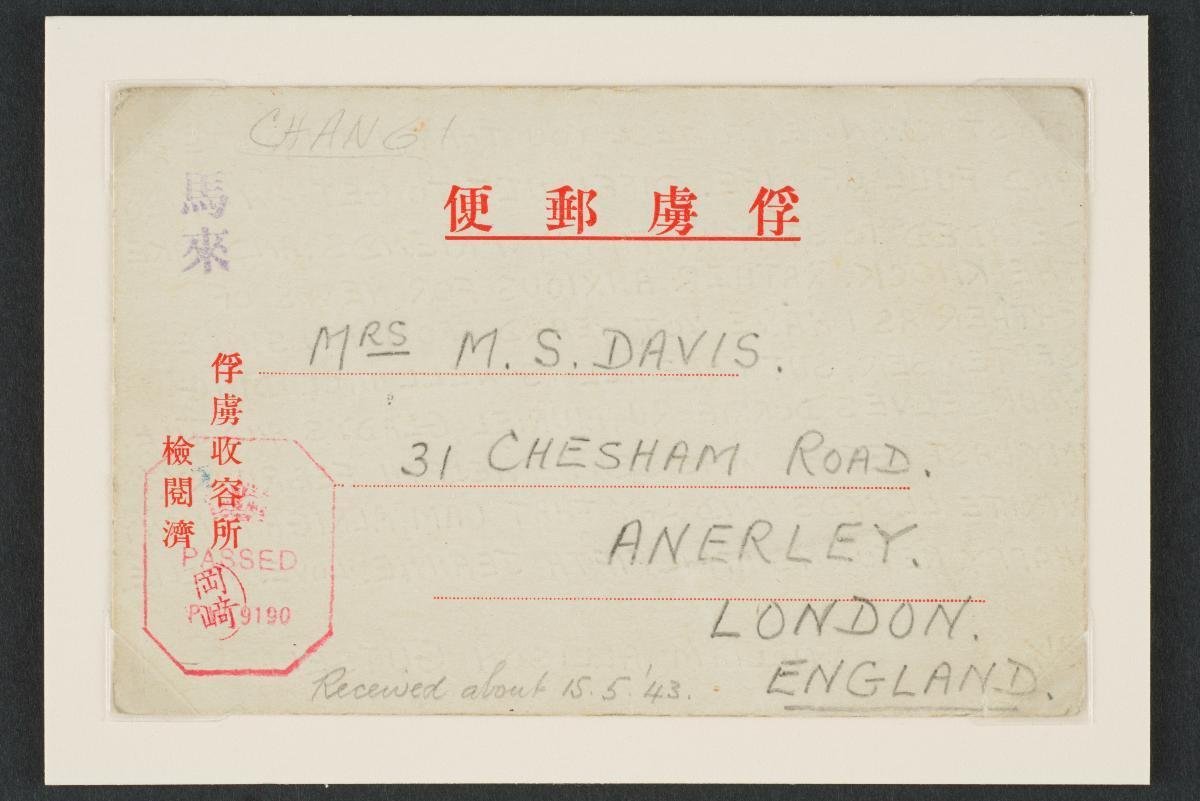 CHANGI
馬來
俘虜郵便
Mrs M. S. DAVIS.
31 CHESHAM ROAD.
ANERLEY.
LONDON.
ENGLAND.
俘虜收容所
檢閲濟
PASSED
P 9190
岡崎
Received about 15.5.'43.